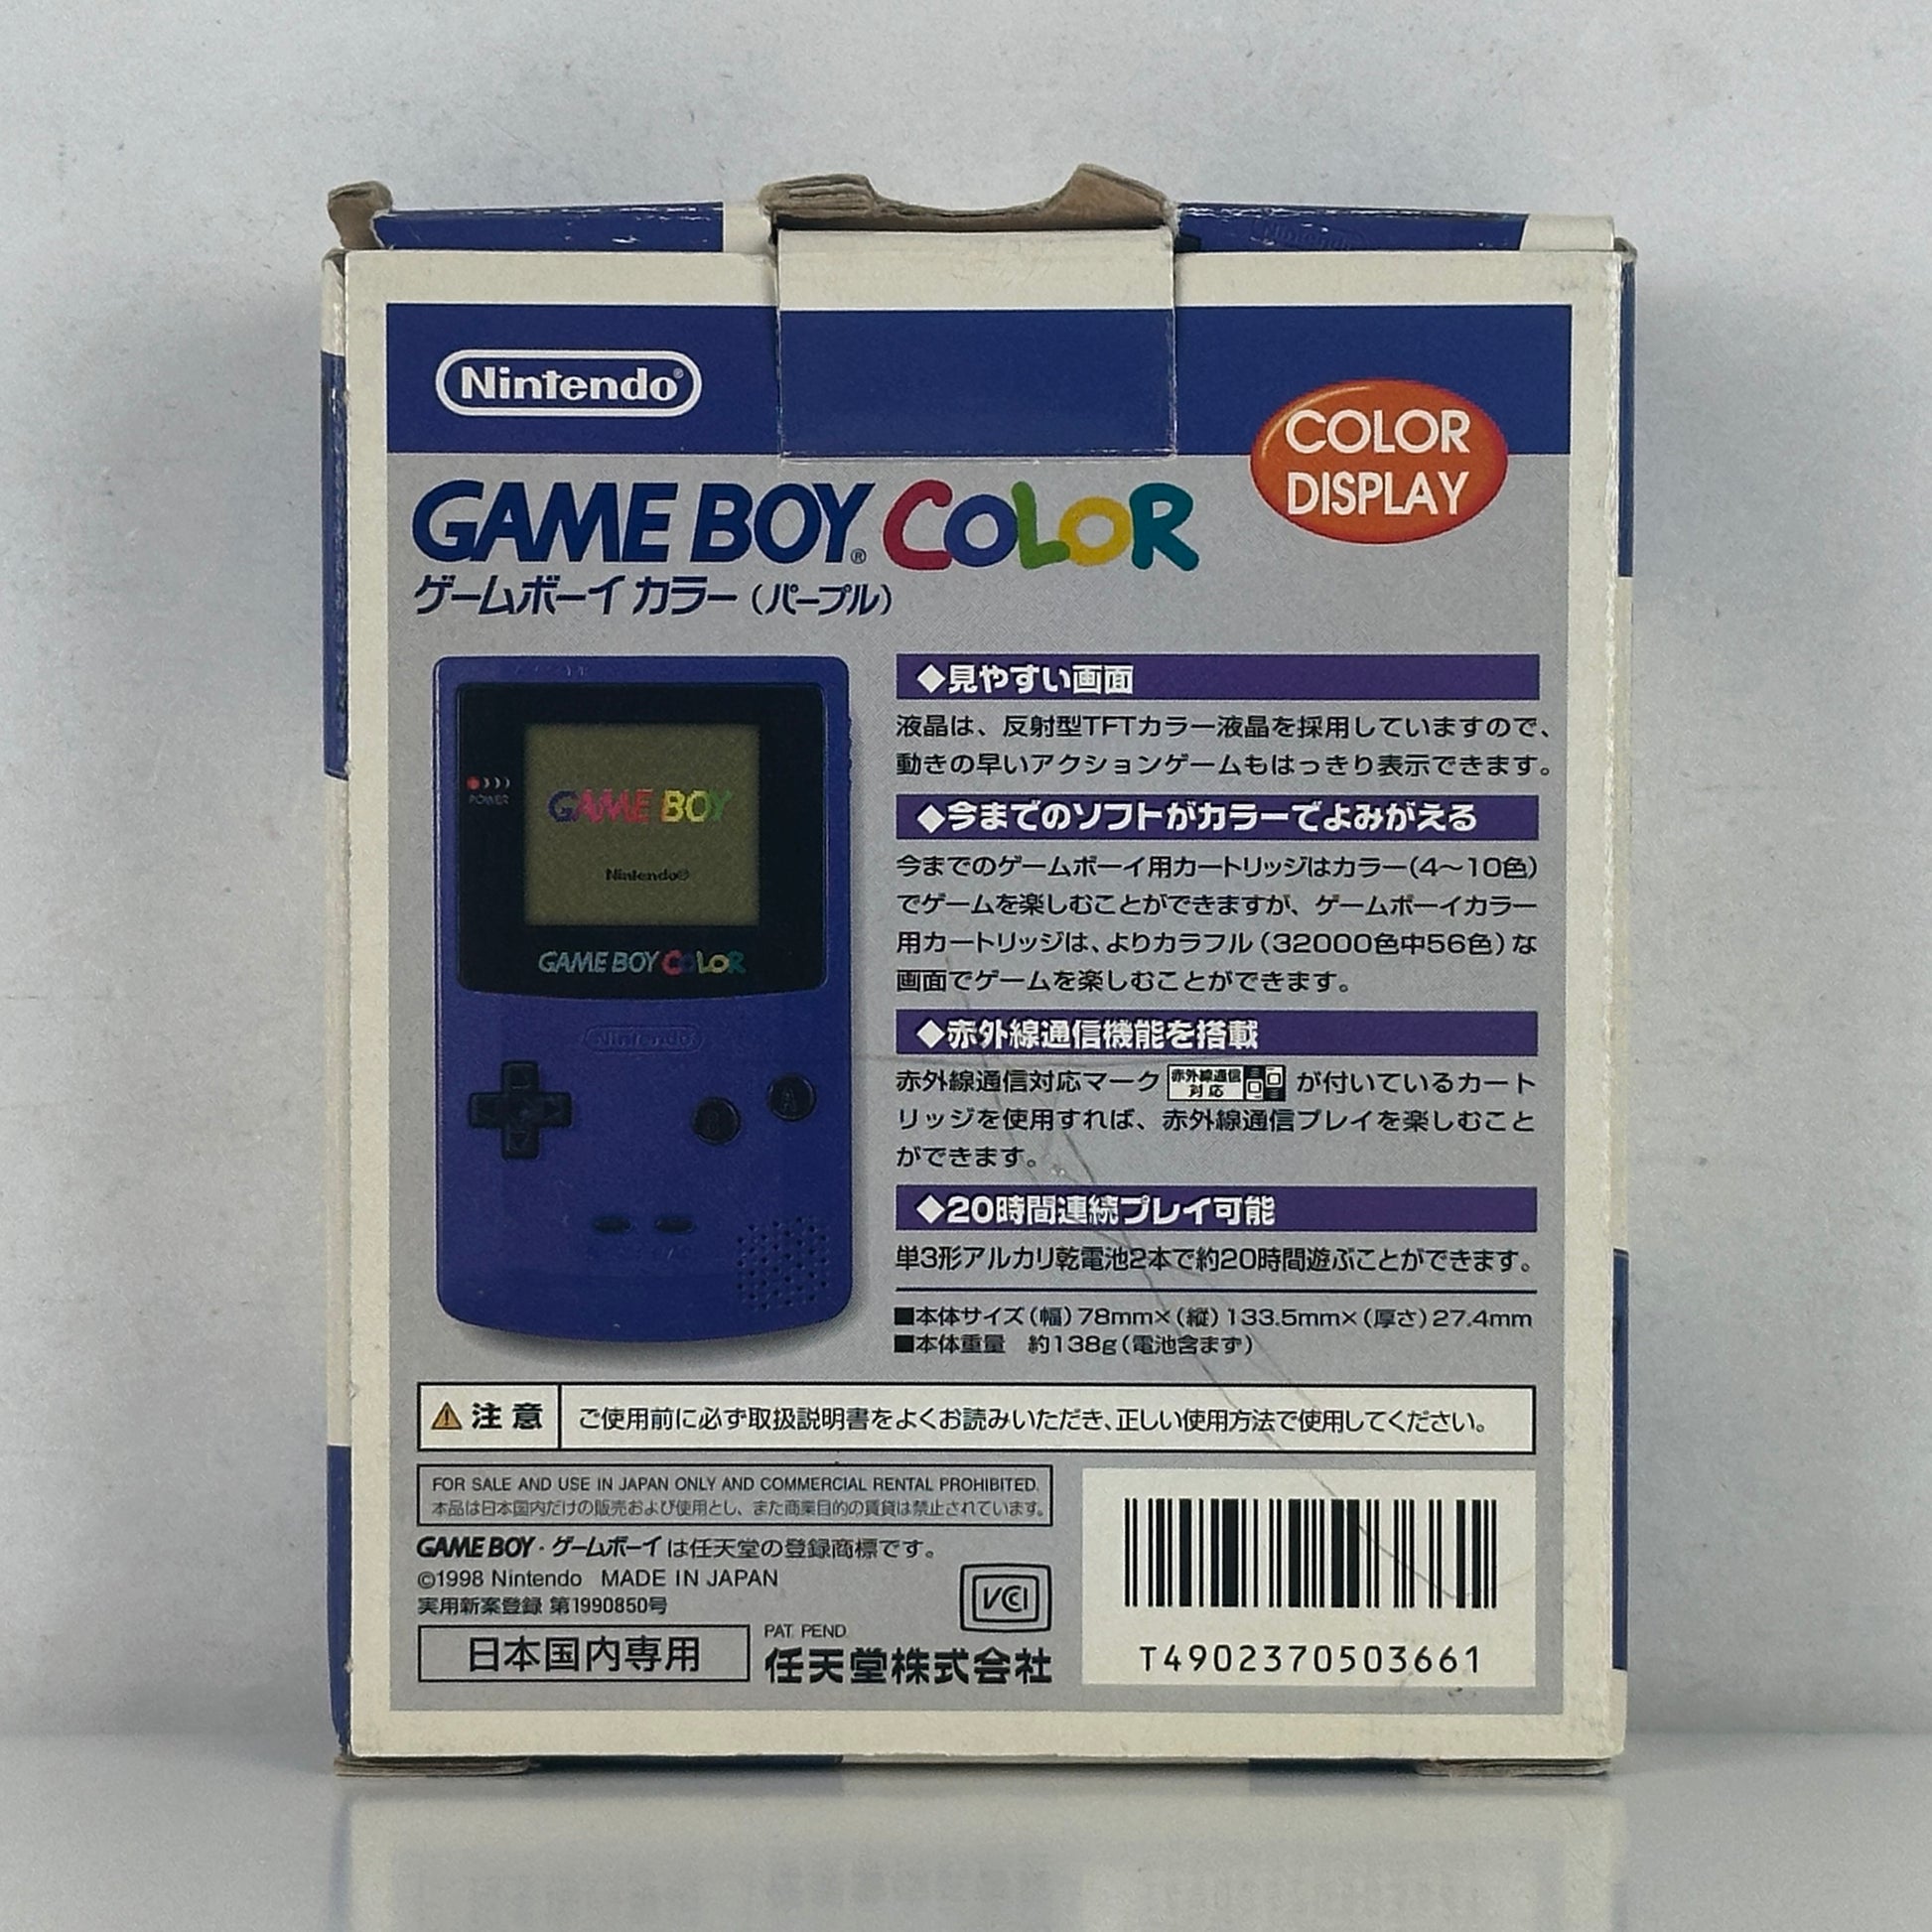 Nintendo®
COLOR
DISPLAY
GAME BOY® COLOR
ゲームボーイ カラー（パープル）
POWER
GAME BOY
Nintendo®
GAME BOY COLOR
Nintendo
B
A
◆見やすい画面
液晶は、反射型TFTカラー液晶を採用していますので、
動きの早いアクションゲームもはっきり表示できます。
◆今までのソフトがカラーでよみがえる
今までのゲームボーイ用カートリッジはカラー（4〜10色）
でゲームを楽しむことができますが、ゲームボーイカラー
用カートリッジは、よりカラフル（32000色中56色）な
画面でゲームを楽しむことができます。
◆赤外線通信機能を搭載
赤外線通信対応マーク 赤外線通信対応 が付いているカート
リッジを使用すれば、赤外線通信プレイを楽しむこと
ができます。
◆20時間連続プレイ可能
単3形アルカリ乾電池2本で約20時間遊ぶことができます。
■本体サイズ（幅）78mm×（縦）133.5mm×（厚さ）27.4mm
■本体重量　約138g（電池含まず）
注意 ご使用前に必ず取扱説明書をよくお読みいただき、正しい使用方法で使用してください。
FOR SALE AND USE IN JAPAN ONLY AND COMMERCIAL RENTAL PROHIBITED.
本品は日本国内だけの販売および使用とし、また商業目的の賃貸は禁止されています。
GAME BOY・ゲームボーイは任天堂の登録商標です。
©1998 Nintendo MADE IN JAPAN
実用新案登録 第1990850号
VCCI
日本国内専用
PAT. PEND.
任天堂株式会社
T4902370503661